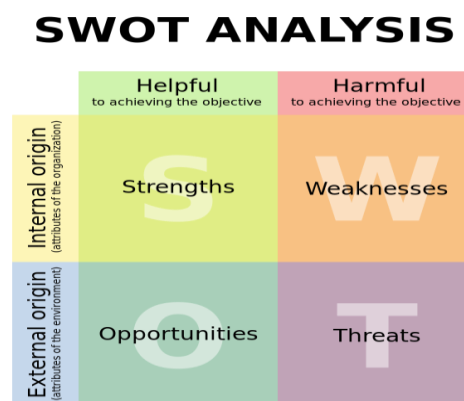 SWOT ANALYSIS
Helpful
to achieving the objective
Harmful
to achieving the objective
Internal origin
(attributes of the organization)
S
Strengths
W
Weaknesses
External origin
(attributes of the environment)
O
Opportunities
T
Threats